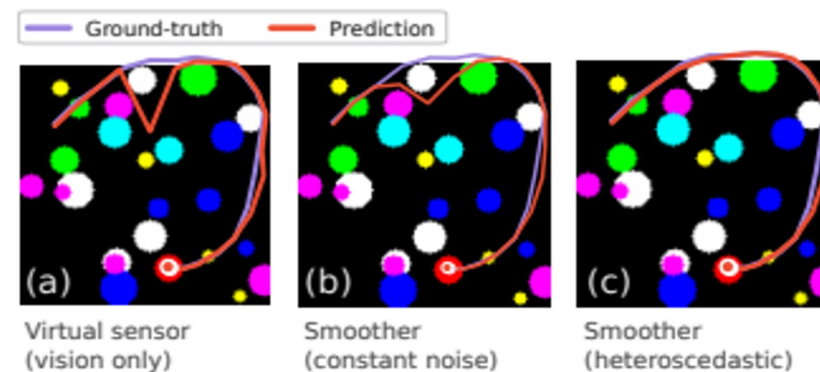 Ground-truth Prediction
(a) (b) (c)
Virtual sensor
(vision only)
Smoother
(constant noise)
Smoother
(heteroscedastic)